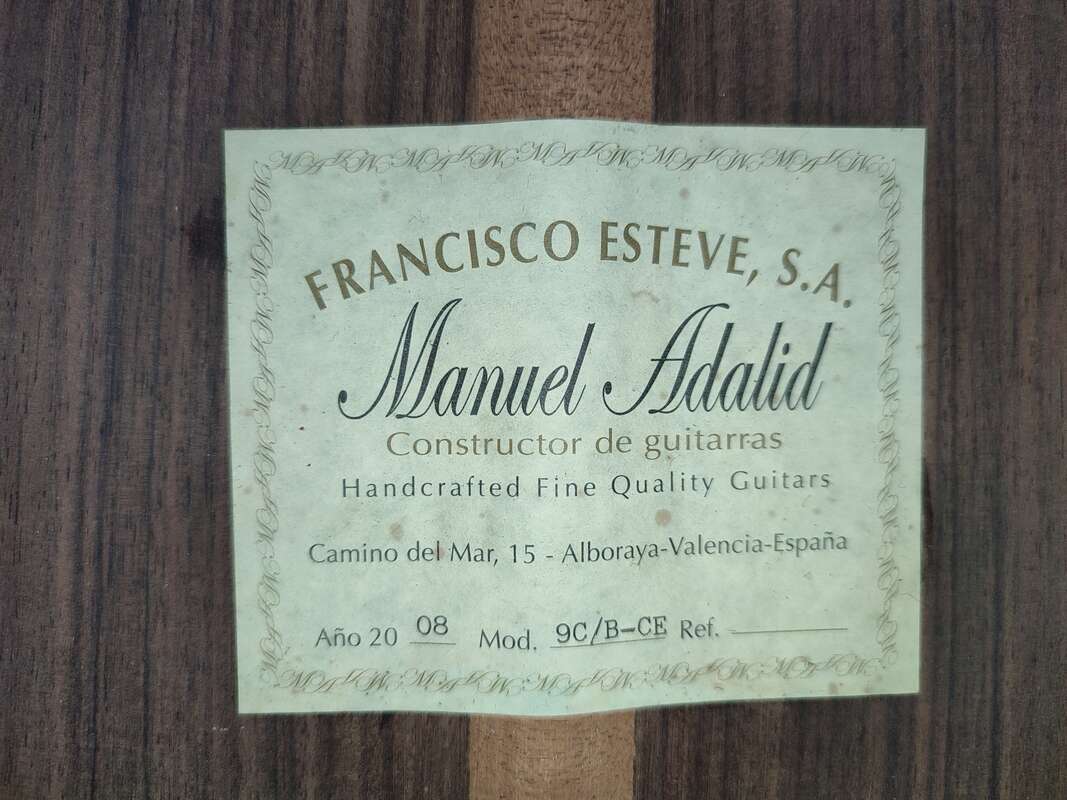 FRANCISCO ESTEVE, S.A.
Manuel Adalid
Constructor de guitarras
Handcrafted Fine Quality Guitars
Camino del Mar, 15 - Alboraya-Valencia-España
Año 20 08 Mod. 9C/B-CE Ref.